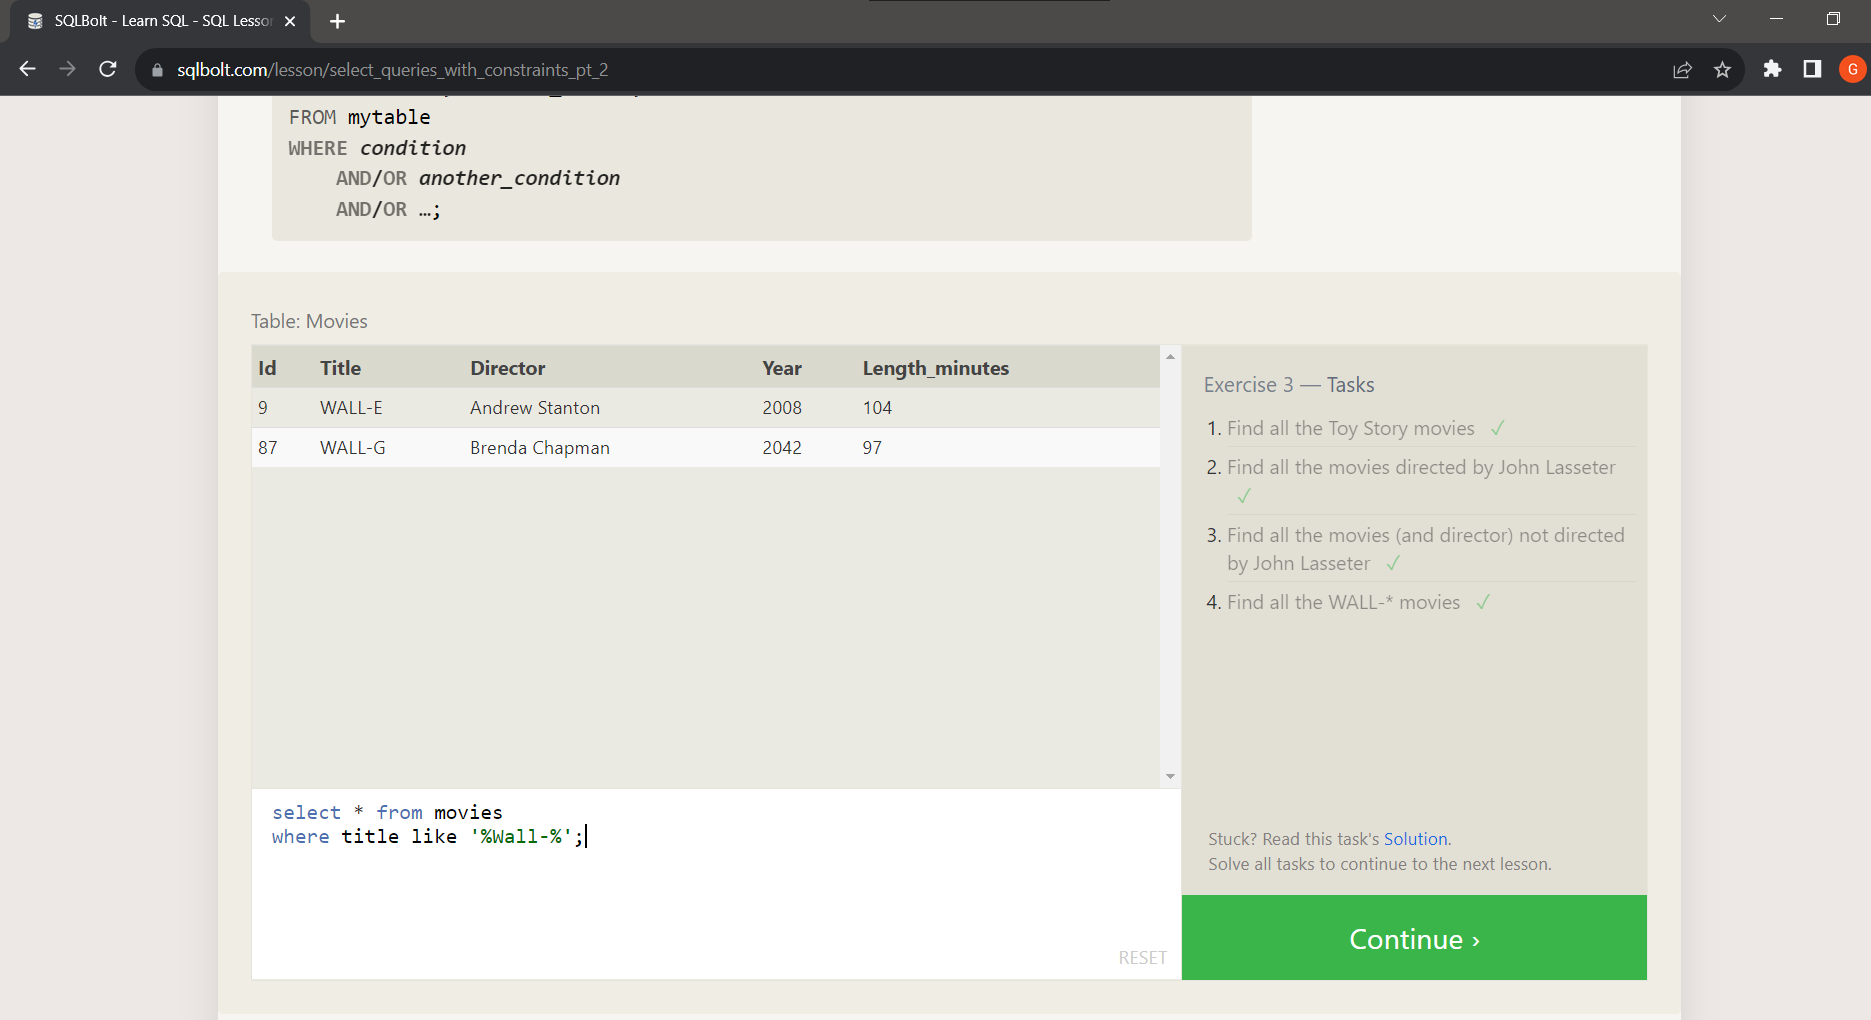 SQLBolt - Learn SQL - SQL Lesso
sqlbolt.com/lesson/select_queries_with_constraints_pt_2
G
FROM mytable
WHERE condition
AND/OR another_condition
AND/OR …;
Table: Movies
Id Title Director Year Length_minutes
9 WALL-E Andrew Stanton 2008 104
87 WALL-G Brenda Chapman 2042 97
select * from movies
where title like '%Wall-%';
RESET
Exercise 3 — Tasks
1. Find all the Toy Story movies ✓
2. Find all the movies directed by John Lasseter
✓
3. Find all the movies (and director) not directed
by John Lasseter ✓
4. Find all the WALL-* movies ✓
Stuck? Read this task's Solution.
Solve all tasks to continue to the next lesson.
Continue ›